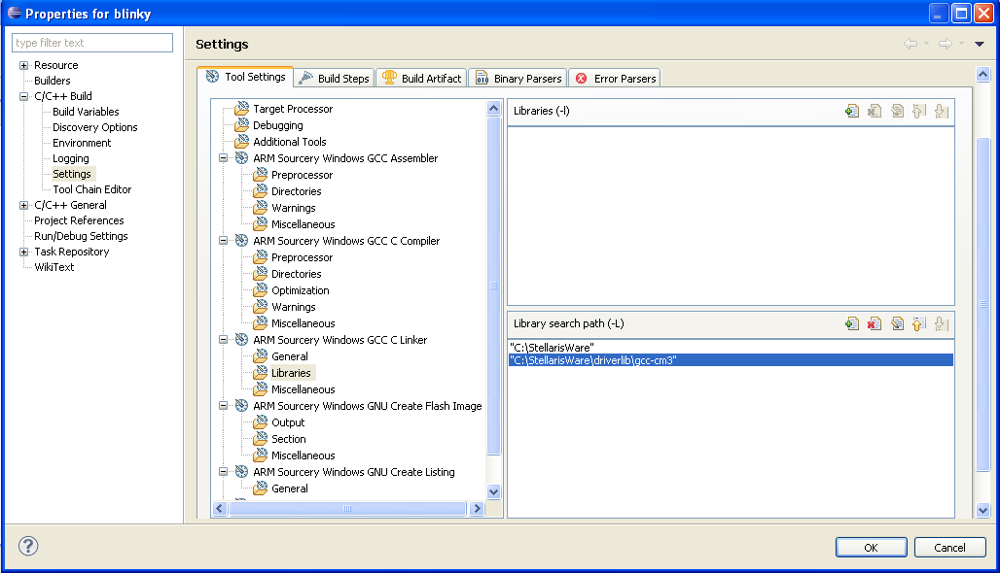 Properties for blinky
type filter text
Resource
Builders
C/C++ Build
Build Variables
Discovery Options
Environment
Logging
Settings
Tool Chain Editor
C/C++ General
Project References
Run/Debug Settings
Task Repository
WikiText
Settings
Tool Settings
Build Steps
Build Artifact
Binary Parsers
Error Parsers
Target Processor
Debugging
Additional Tools
ARM Sourcery Windows GCC Assembler
Preprocessor
Directories
Warnings
Miscellaneous
ARM Sourcery Windows GCC C Compiler
Preprocessor
Directories
Optimization
Warnings
Miscellaneous
ARM Sourcery Windows GCC C Linker
General
Libraries
Miscellaneous
ARM Sourcery Windows GNU Create Flash Image
Output
Section
Miscellaneous
ARM Sourcery Windows GNU Create Listing
General
Libraries (-l)
Library search path (-L)
"C:\StellarisWare"
"C:\StellarisWare\driverlib\gcc-cm3"
?
OK
Cancel